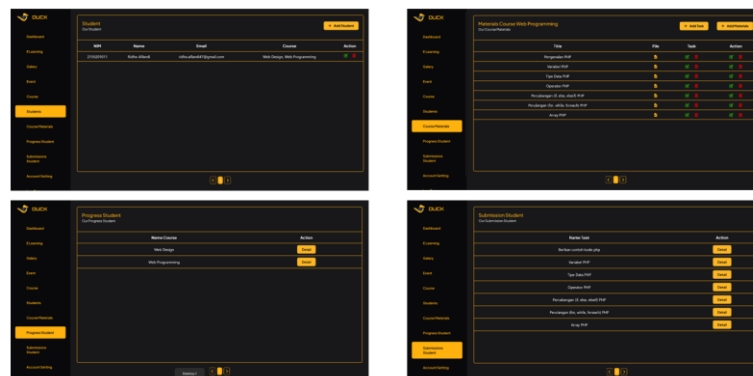 DUCK
Dashboard
E Learning
Gallery
Event
Course
Students
Course Materials
Progress Student
Submission Student
Account Setting
Student
Our Student
+ Add Student
NIM Name Email Course Action
Web Design, Web Programming
DUCK
Dashboard
E Learning
Gallery
Event
Course
Students
Course Materials
Progress Student
Submission Student
Account Setting
Materials Course Web Programming
Our Course Materials
+ Add Task
+ Add Materials
Title File Task Action
Pengenalan PHP
Variabel PHP
Tipe Data PHP
Operator PHP
Percabangan (if, else, elseif) PHP
Perulangan (for, while, foreach) PHP
Array PHP
DUCK
Dashboard
E Learning
Gallery
Event
Course
Students
Course Materials
Progress Student
Submission Student
Account Setting
Progress Student
Our Progress Student
Name Course Action
Web Design Detail
Web Programming Detail
DUCK
Dashboard
E Learning
Gallery
Event
Course
Students
Course Materials
Progress Student
Submission Student
Account Setting
Submission Student
Our Submission Student
Name Task Action
Berikan contoh kode php Detail
Variabel PHP Detail
Tipe Data PHP Detail
Operator PHP Detail
Percabangan (if, else, elseif) PHP Detail
Perulangan (for, while, foreach) PHP Detail
Array PHP Detail